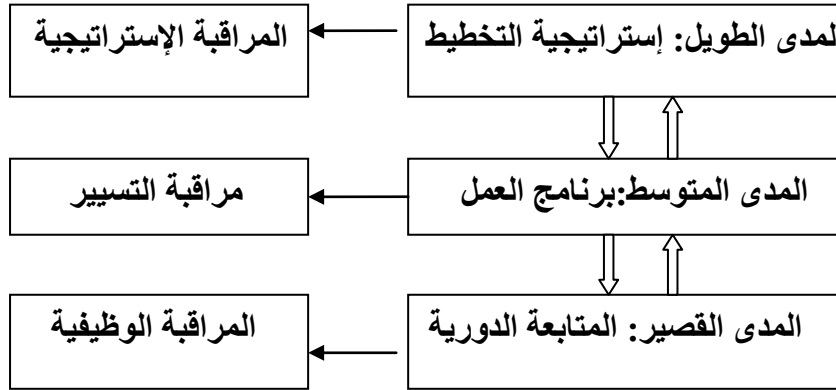 لمدى الطويل: إستراتيجية التخطيط
المراقبة الإستراتيجية
المدى المتوسط:برنامج العمل
مراقبة التسيير
المدى القصير: المتابعة الدورية
المراقبة الوظيفية